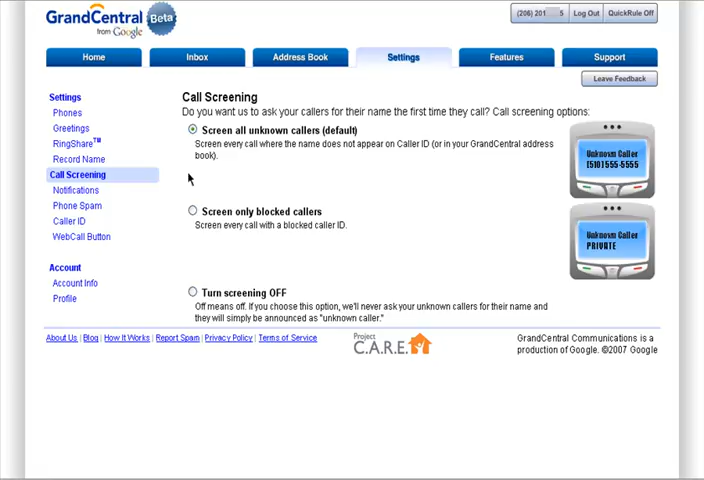 GrandCentral Beta
from Google
(206) 201 5 Log Out QuickRule Off
Home Inbox Address Book Settings Features Support
Leave Feedback
Settings
Phones
Greetings
RingShare™
Record Name
Call Screening
Notifications
Phone Spam
Caller ID
WebCall Button
Account
Account Info
Profile
Call Screening
Do you want us to ask your callers for their name the first time they call? Call screening options:
Screen all unknown callers (default)
Screen every call where the name does not appear on Caller ID (or in your GrandCentral address
book).
Unknown Caller
(510) 555-5555
Screen only blocked callers
Screen every call with a blocked caller ID.
Unknown Caller
PRIVATE
Turn screening OFF
Off means off. If you choose this option, we'll never ask your unknown callers for their name and
they will simply be announced as "unknown caller."
About Us | Blog | How It Works | Report Spam | Privacy Policy | Terms of Service
Project
C.A.R.E.
GrandCentral Communications is a
production of Google. ©2007 Google